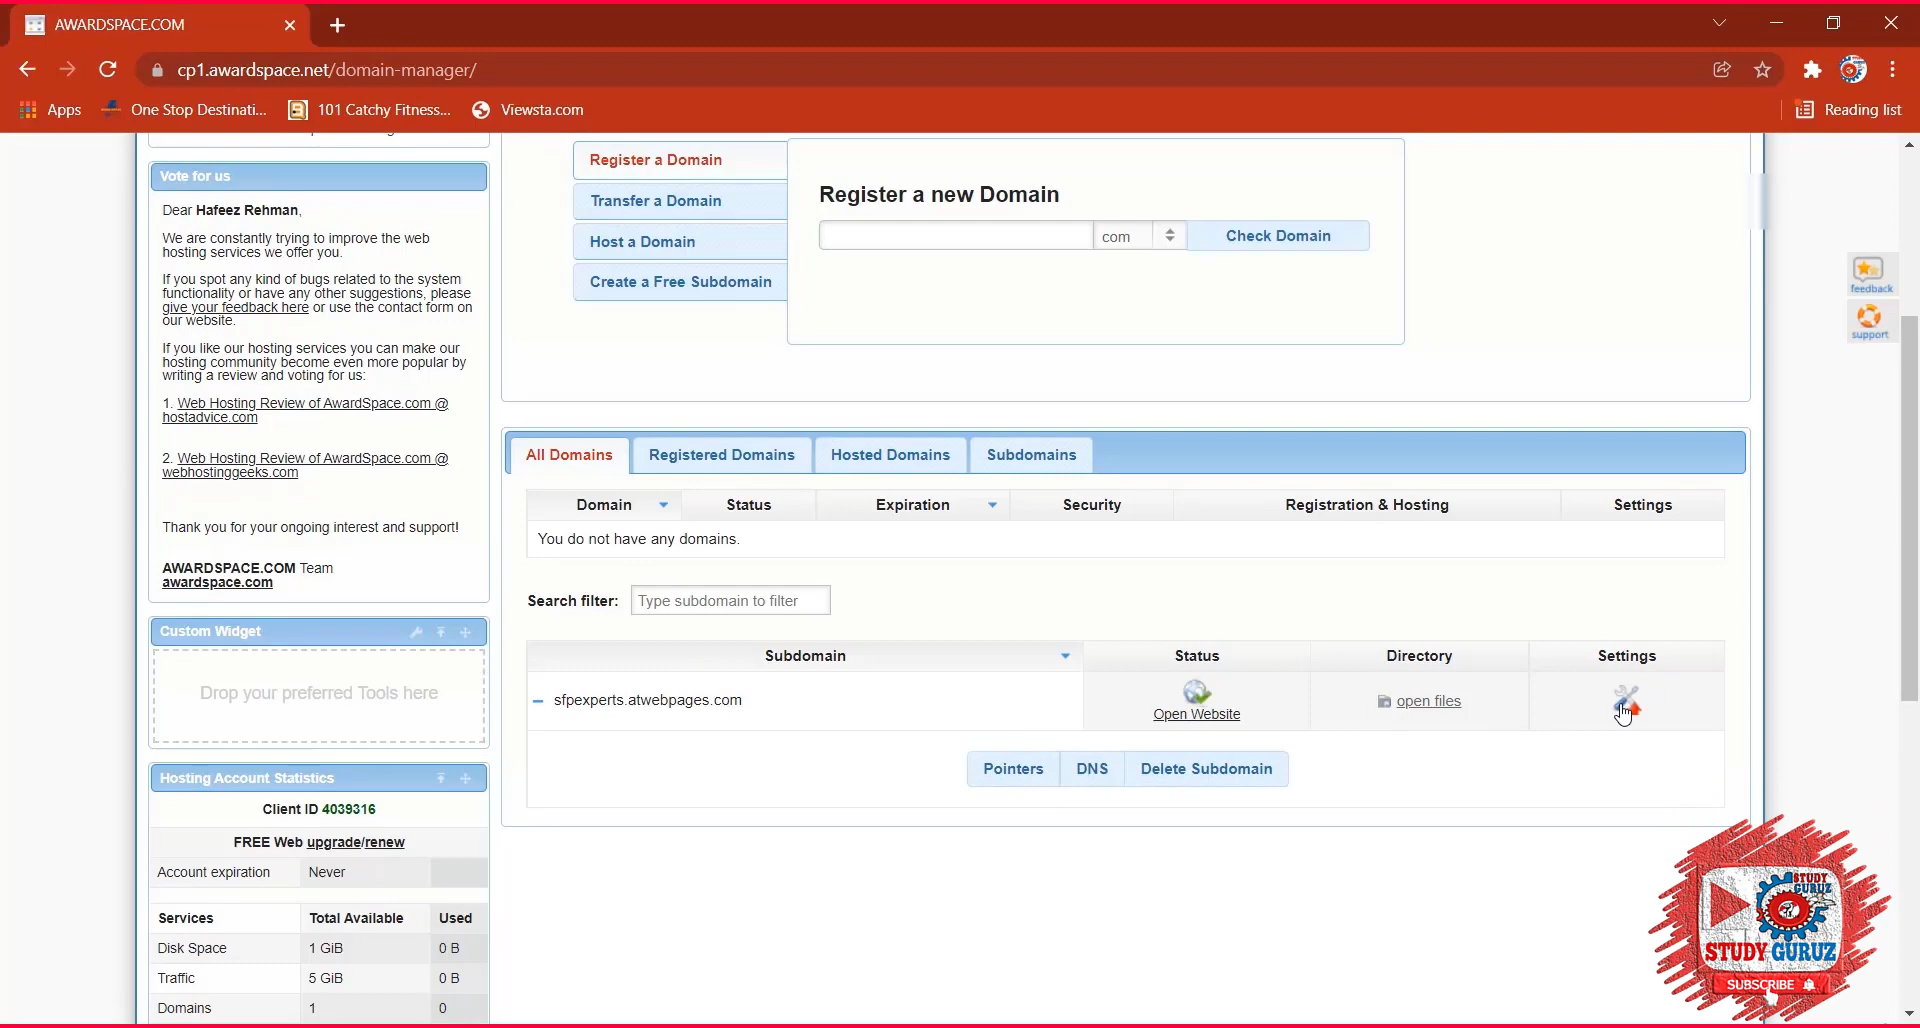 AWARDSPACE.COM
cp1.awardspace.net/domain-manager/
Apps
One Stop Destinati...
101 Catchy Fitness...
Viewsta.com
Reading list
Vote for us
Dear Hafeez Rehman,
We are constantly trying to improve the web
hosting services we offer you.
If you spot any kind of bugs related to the system
functionality or have any other suggestions, please
give your feedback here or use the contact form on
our website.
If you like our hosting services you can make our
hosting community become even more popular by
writing a review and voting for us:
1. Web Hosting Review of AwardSpace.com @
hostadvice.com
2. Web Hosting Review of AwardSpace.com @
webhostinggeeks.com
Thank you for your ongoing interest and support!
AWARDSPACE.COM Team
awardspace.com
Custom Widget
Drop your preferred Tools here
Hosting Account Statistics
Client ID 4039316
FREE Web upgrade/renew
Account expiration Never
Services Total Available Used
Disk Space 1 GiB 0 B
Traffic 5 GiB 0 B
Domains 1 0
Register a Domain
Transfer a Domain
Host a Domain
Create a Free Subdomain
Register a new Domain
com
Check Domain
feedback
support
All Domains Registered Domains Hosted Domains Subdomains
Domain Status Expiration Security Registration & Hosting Settings
You do not have any domains.
Search filter: Type subdomain to filter
Subdomain Status Directory Settings
sfpexperts.atwebpages.com Open Website open files
Pointers DNS Delete Subdomain
STUDY
GURUZ
STUDY GURUZ
SUBSCRIBE